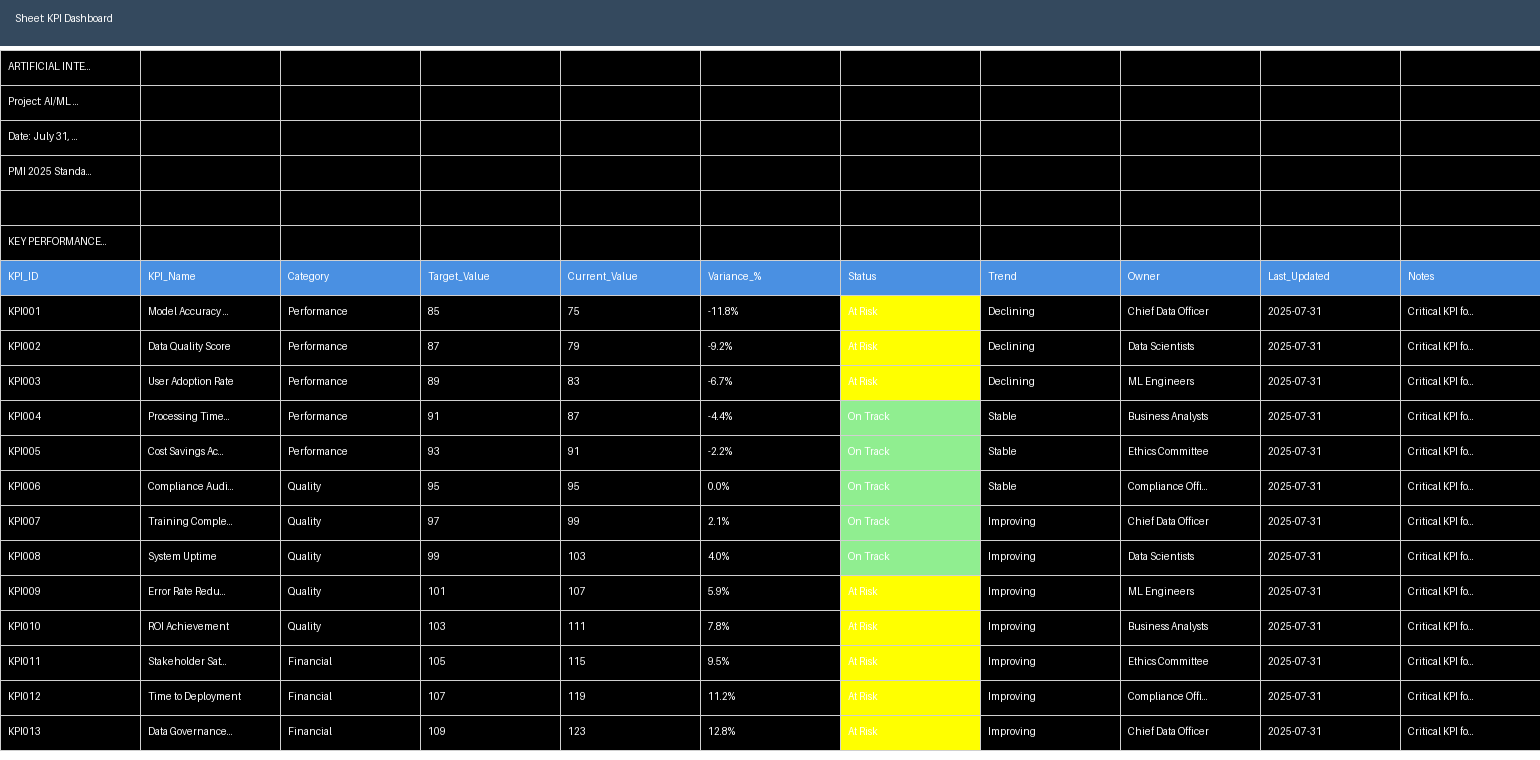 Sheet: KPI Dashboard
ARTIFICIAL INTE...
Project: AI/ML ...
Date: July 31, ...
PMI 2025 Standa...
KEY PERFORMANCE...
KPI_ID KPI_Name Category Target_Value Current_Value Variance_% Status Trend Owner Last_Updated Notes
KPI001 Model Accuracy ... Performance 85 75 -11.8% At Risk Declining Chief Data Officer 2025-07-31 Critical KPI fo...
KPI002 Data Quality Score Performance 87 79 -9.2% At Risk Declining Data Scientists 2025-07-31 Critical KPI fo...
KPI003 User Adoption Rate Performance 89 83 -6.7% At Risk Declining ML Engineers 2025-07-31 Critical KPI fo...
KPI004 Processing Time... Performance 91 87 -4.4% On Track Stable Business Analysts 2025-07-31 Critical KPI fo...
KPI005 Cost Savings Ac... Performance 93 91 -2.2% On Track Stable Ethics Committee 2025-07-31 Critical KPI fo...
KPI006 Compliance Audi... Quality 95 95 0.0% On Track Stable Compliance Offi... 2025-07-31 Critical KPI fo...
KPI007 Training Comple... Quality 97 99 2.1% On Track Improving Chief Data Officer 2025-07-31 Critical KPI fo...
KPI008 System Uptime Quality 99 103 4.0% On Track Improving Data Scientists 2025-07-31 Critical KPI fo...
KPI009 Error Rate Redu... Quality 101 107 5.9% At Risk Improving ML Engineers 2025-07-31 Critical KPI fo...
KPI010 ROI Achievement Quality 103 111 7.8% At Risk Improving Business Analysts 2025-07-31 Critical KPI fo...
KPI011 Stakeholder Sat... Financial 105 115 9.5% At Risk Improving Ethics Committee 2025-07-31 Critical KPI fo...
KPI012 Time to Deployment Financial 107 119 11.2% At Risk Improving Compliance Offi... 2025-07-31 Critical KPI fo...
KPI013 Data Governance... Financial 109 123 12.8% At Risk Improving Chief Data Officer 2025-07-31 Critical KPI fo...